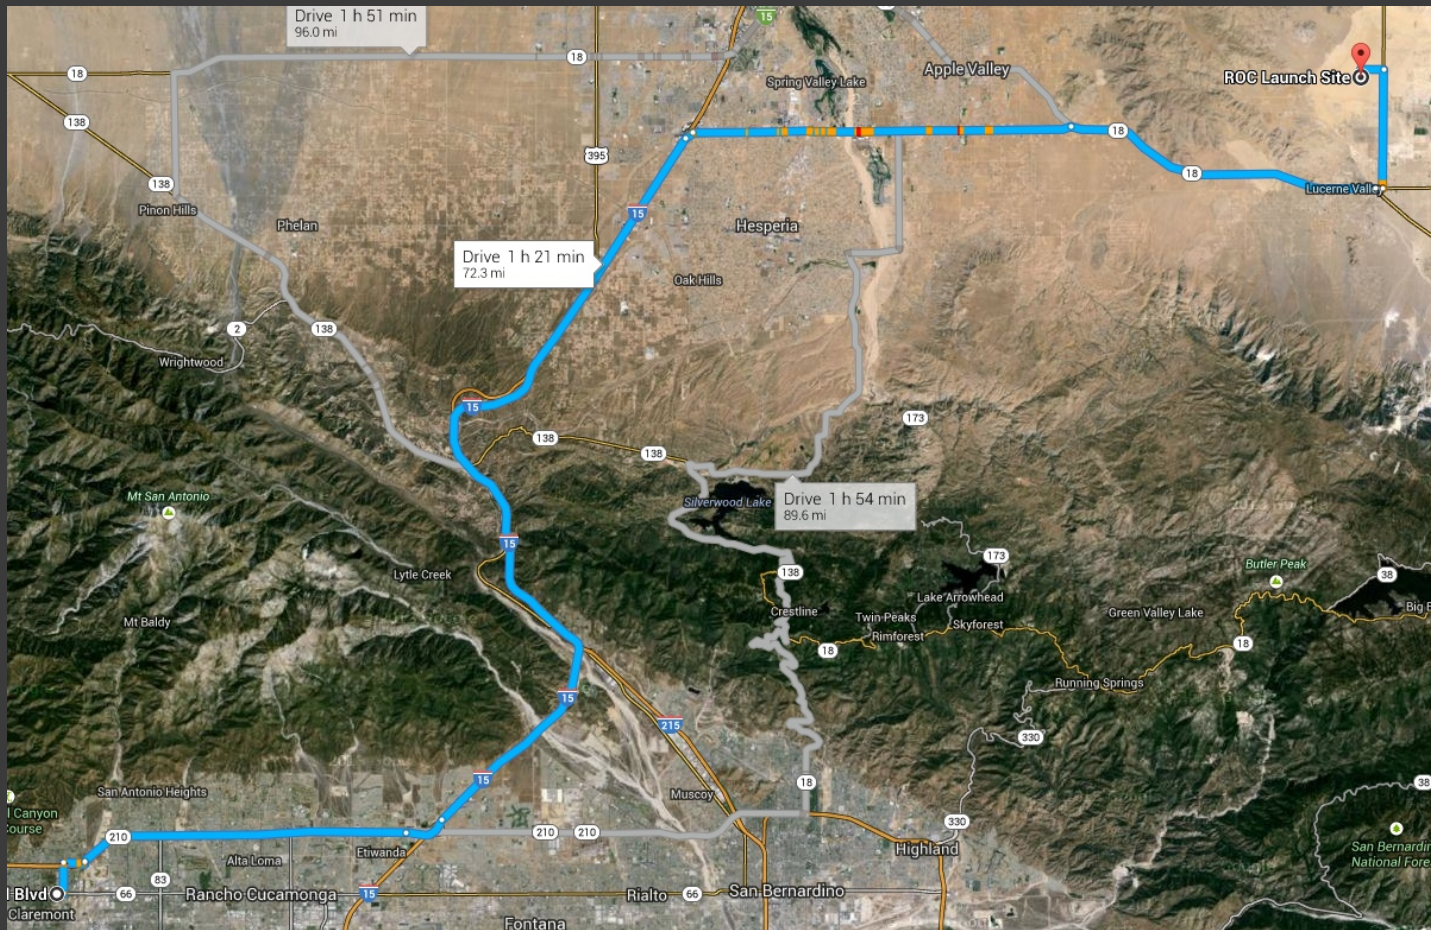 Drive 1 h 51 min
96.0 mi
15
18
18
Spring Valley Lake
Apple Valley
ROC Launch Site
138
395
18
18
138
Lucerne Valley
Pinon Hills
Phelan
15
Hesperia
Drive 1 h 21 min
72.3 mi
Oak Hills
2
138
Wrightwood
15
173
138
138
Mt San Antonio
Silverwood Lake
Drive 1 h 54 min
89.6 mi
15
173
Lytle Creek
138
Butler Peak
38
Lake Arrowhead
Crestline
Green Valley Lake
Big B
Mt Baldy
Twin Peaks
Skyforest
Rimforest
18
18
Running Springs
15
215
330
15
18
38
San Antonio Heights
Muscoy
l Canyon
Course
210
210
210
330
Etiwanda
Highland
San Bernardin
National Fore
Alta Loma
83
l Blvd
66
Rancho Cucamonga
15
Rialto
66
San Bernardino
Claremont
Fontana